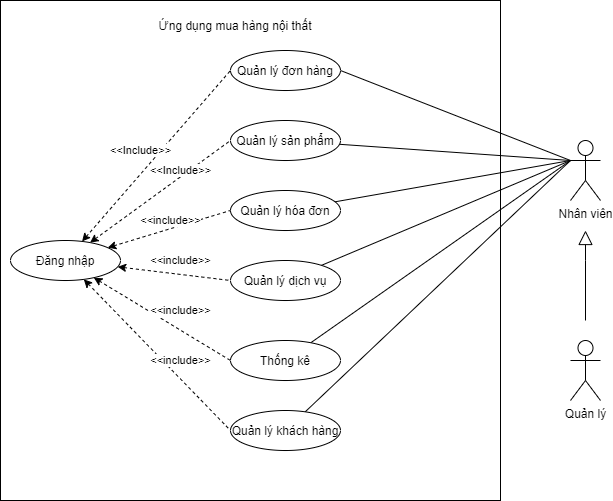 Ứng dụng mua hàng nội thất
Quản lý đơn hàng
<<Include>>
Quản lý sản phẩm
<<Include>>
Quản lý hóa đơn
<<include>>
Nhân viên
Đăng nhập
<<include>>
Quản lý dịch vụ
<<include>>
Thống kê
<<include>>
Quản lý khách hàng
Quản lý